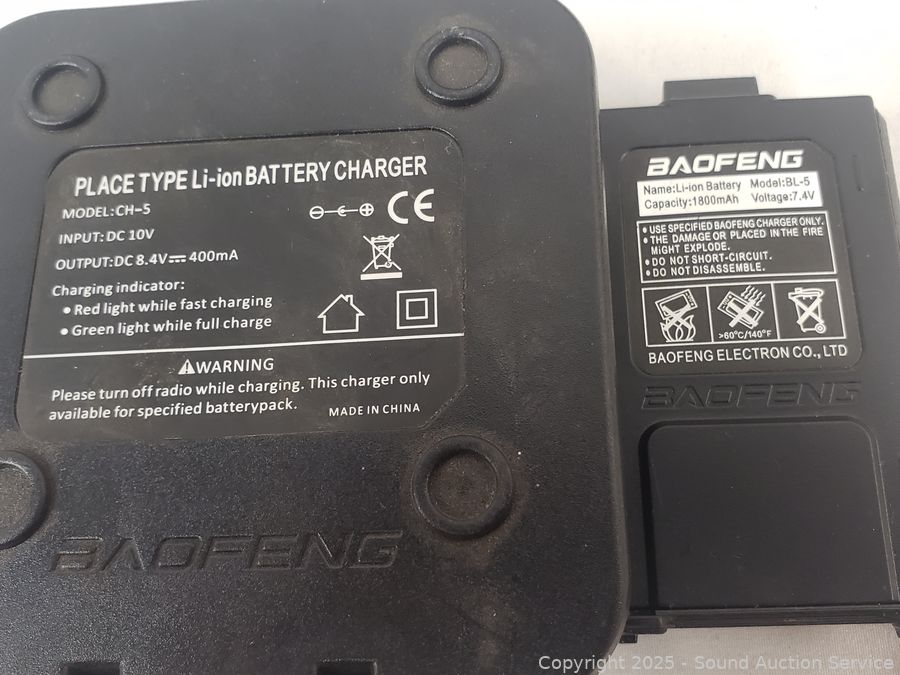 PLACE TYPE Li-ion BATTERY CHARGER
MODEL:CH-5
INPUT: DC 10V
OUTPUT:DC 8.4V⎓400mA
CE
Charging indicator:
• Red light while fast charging
• Green light while full charge
⚠WARNING
Please turn off radio while charging. This charger only
available for specified batterypack.
MADE IN CHINA
BAOFENG
BAOFENG
Name:Li-ion Battery Model:BL-5
Capacity:1800mAh Voltage:7.4V
• USE SPECIFIED BAOFENG CHARGER ONLY.
• THE DAMAGE OR PLACED IN THE FIRE
MiGHT EXPLODE.
• DO NOT SHORT-CIRCUIT.
• DO NOT DISASSEMBLE.
>60°C/140°F
BAOFENG ELECTRON CO., LTD
BAOFENG
Copyright 2025 - Sound Auction Service